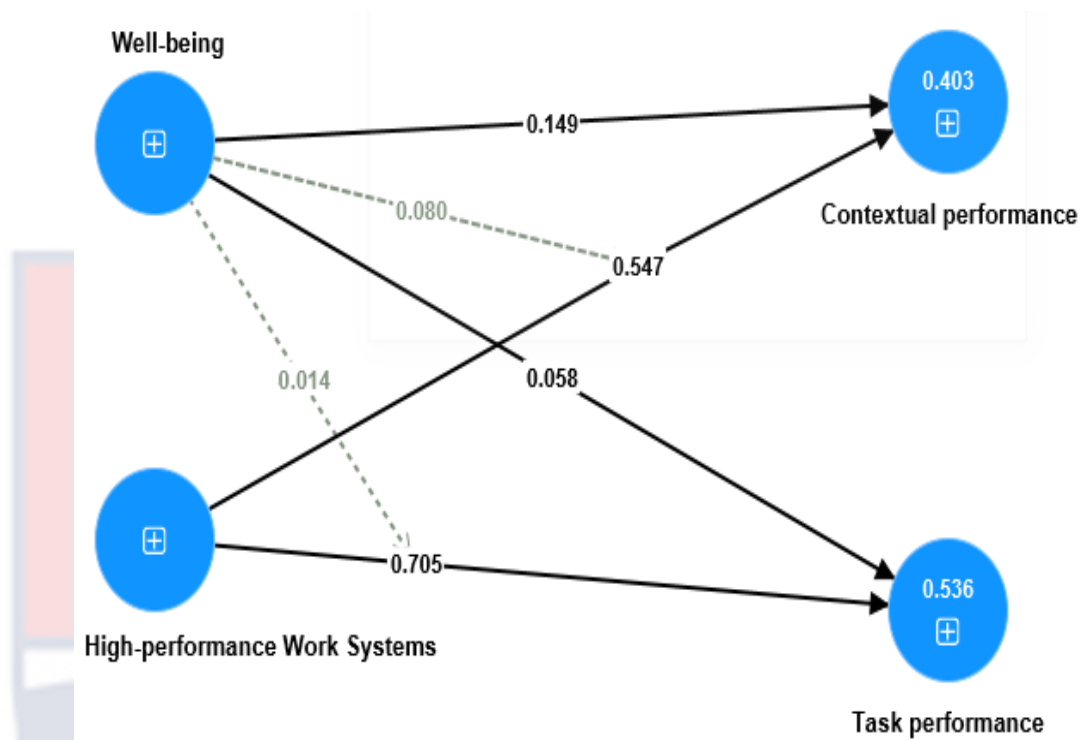 Well-being
0.403
0.149
0.080
Contextual performance
0.547
0.014
0.058
0.705
0.536
High-performance Work Systems
Task performance